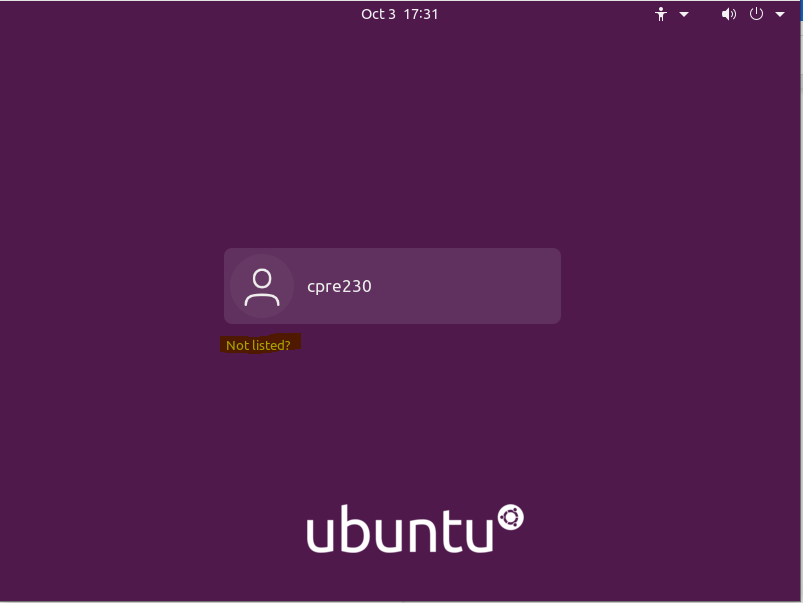 Oct 3 17:31
cpre230
Not listed?
ubuntu